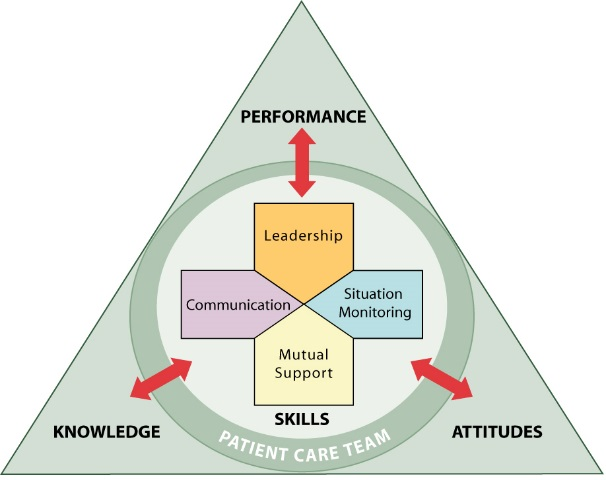 PERFORMANCE
Leadership
Communication
Situation
Monitoring
Mutual
Support
SKILLS
KNOWLEDGE
ATTITUDES
PATIENT CARE TEAM